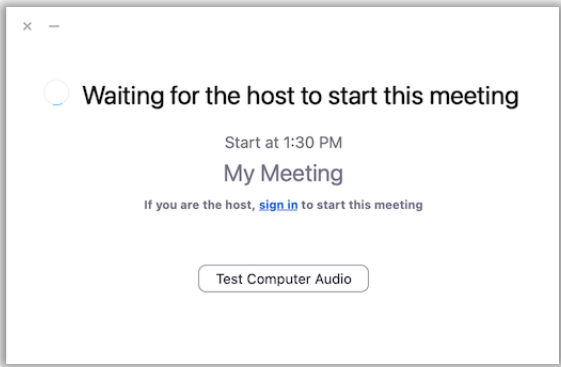 Waiting for the host to start this meeting
Start at 1:30 PM
My Meeting
If you are the host, sign in to start this meeting
Test Computer Audio